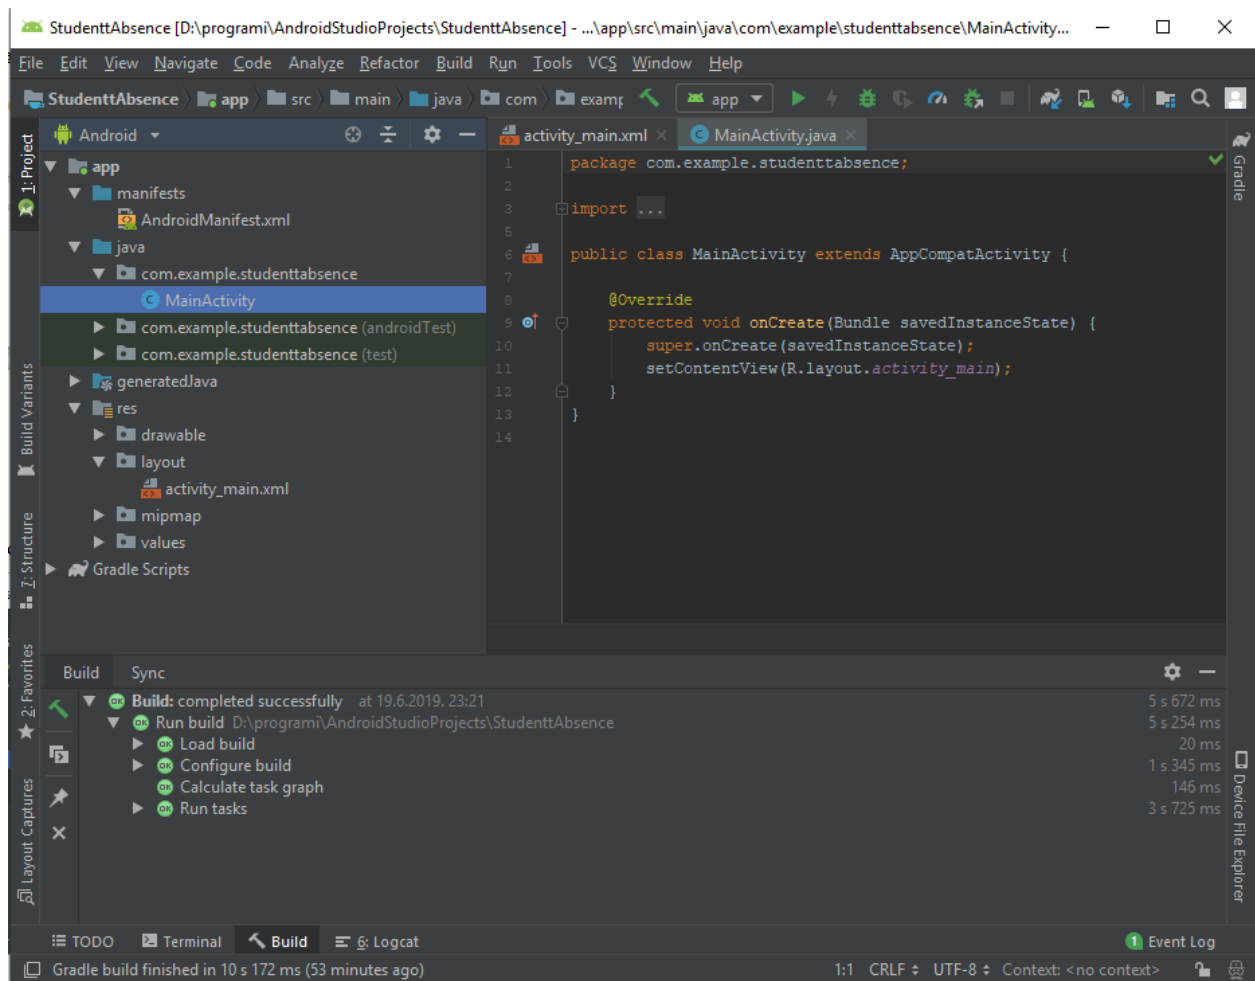 StudenttAbsence [D:\programi\AndroidStudioProjects\StudenttAbsence] - ...\app\src\main\java\com\example\studenttabsence\MainActivity...
File Edit View Navigate Code Analyze Refactor Build Run Tools VCS Window Help
StudenttAbsence app src main java com examp app
1: Project
Build Variants
Z: Structure
2: Favorites
Layout Captures
Android
app
manifests
AndroidManifest.xml
java
com.example.studenttabsence
MainActivity
com.example.studenttabsence (androidTest)
com.example.studenttabsence (test)
generatedJava
res
drawable
layout
activity_main.xml
mipmap
values
Gradle Scripts
activity_main.xml MainActivity.java
1 package com.example.studenttabsence;
2
3 import ...
5
6 public class MainActivity extends AppCompatActivity {
7
8 @Override
9 protected void onCreate(Bundle savedInstanceState) {
10 super.onCreate(savedInstanceState);
11 setContentView(R.layout.activity_main);
12 }
13 }
14
Gradle
Device File Explorer
Build Sync
Build: completed successfully at 19.6.2019. 23:21 5 s 672 ms
Run build D:\programi\AndroidStudioProjects\StudenttAbsence 5 s 254 ms
Load build 20 ms
Configure build 1 s 345 ms
Calculate task graph 146 ms
Run tasks 3 s 725 ms
TODO Terminal Build 6: Logcat 1 Event Log
Gradle build finished in 10 s 172 ms (53 minutes ago) 1:1 CRLF UTF-8 Context: <no context>